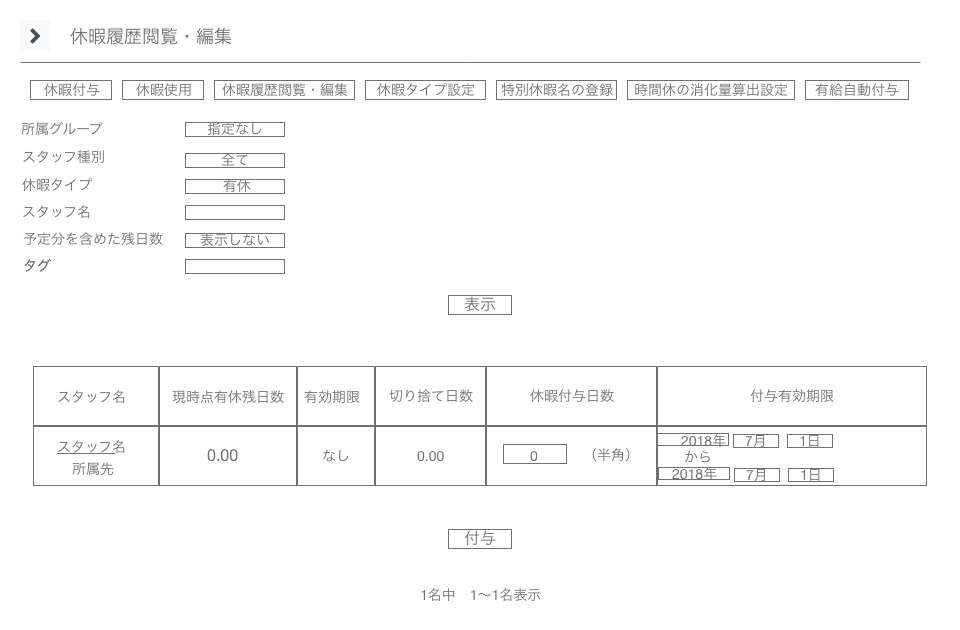 休暇履歴閲覧・編集
休暇付与 休暇使用 休暇履歴閲覧・編集 休暇タイプ設定 特別休暇名の登録 時間休の消化量算出設定 有給自動付与
所属グループ 指定なし
スタッフ種別 全て
休暇タイプ 有休
スタッフ名
予定分を含めた残日数 表示しない
タグ
表示
スタッフ名 現時点有休残日数 有効期限 切り捨て日数 休暇付与日数 付与有効期限
スタッフ名 所属先 0.00 なし 0.00 0 （半角） 2018年 7月 1日
から
2018年 7月 1日
付与
1名中 1〜1名表示